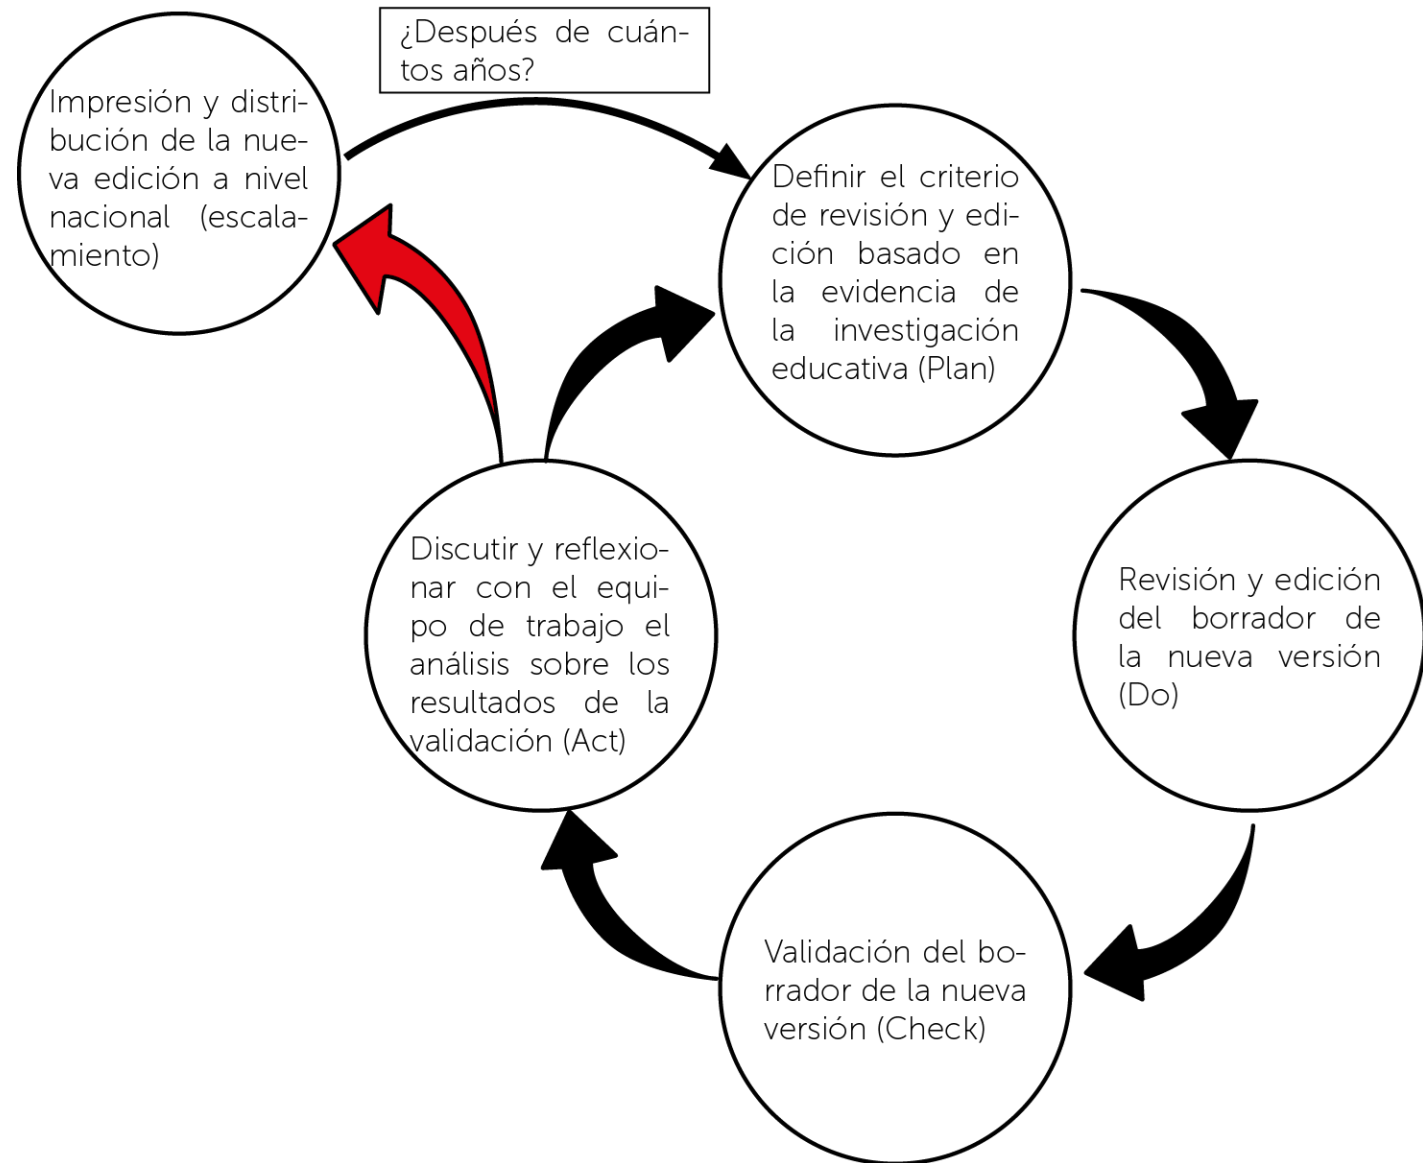 ¿Después de cuán-
tos años?
Impresión y distri-
bución de la nue-
va edición a nivel
nacional (escala-
miento)
Definir el criterio
de revisión y edi-
ción basado en
la evidencia de
la investigación
educativa (Plan)
Revisión y edición
del borrador de
la nueva versión
(Do)
Validación del bo-
rrador de la nueva
versión (Check)
Discutir y reflexio-
nar con el equi-
po de trabajo el
análisis sobre los
resultados de la
validación (Act)